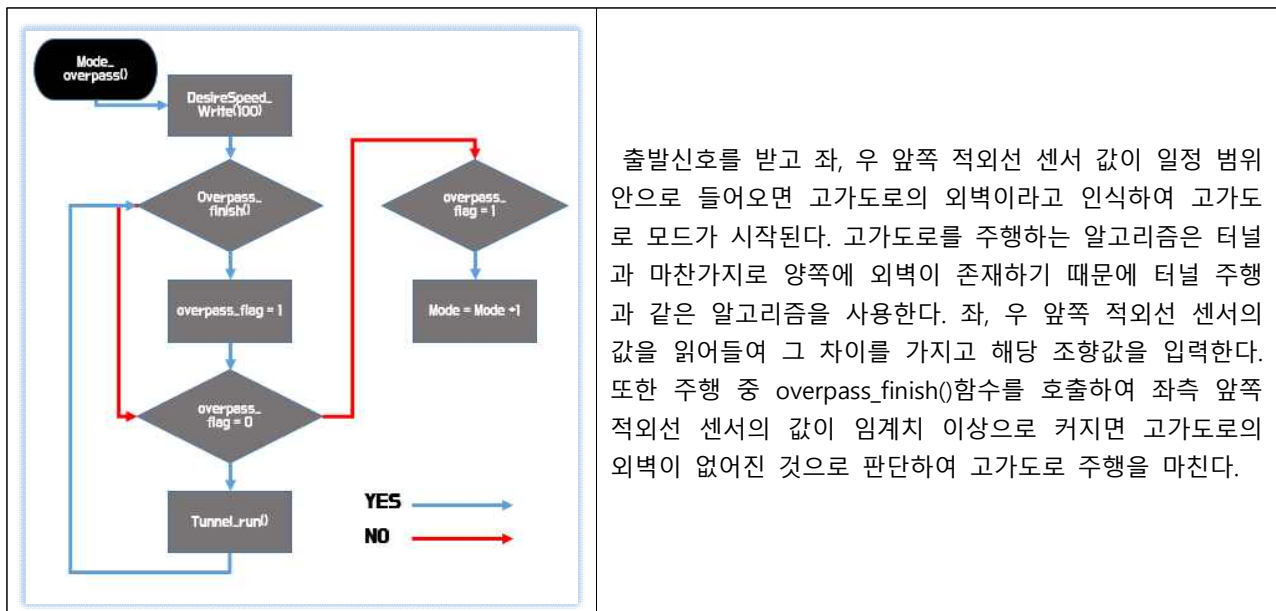 Mode_
overpass()
DesireSpeed_
Write(100)
Overpass_
finish()
overpass_flag = 1
overpass_
flag = 0
Tunnel_run()
overpass_
flag = 1
Mode = Mode +1
YES
NO
출발신호를 받고 좌, 우 앞쪽 적외선 센서 값이 일정 범위
안으로 들어오면 고가도로의 외벽이라고 인식하여 고가도
로 모드가 시작된다. 고가도로를 주행하는 알고리즘은 터널
과 마찬가지로 양쪽에 외벽이 존재하기 때문에 터널 주행
과 같은 알고리즘을 사용한다. 좌, 우 앞쪽 적외선 센서의
값을 읽어들여 그 차이를 가지고 해당 조향값을 입력한다.
또한 주행 중 overpass_finish()함수를 호출하여 좌측 앞쪽
적외선 센서의 값이 임계치 이상으로 커지면 고가도로의
외벽이 없어진 것으로 판단하여 고가도로 주행을 마친다.